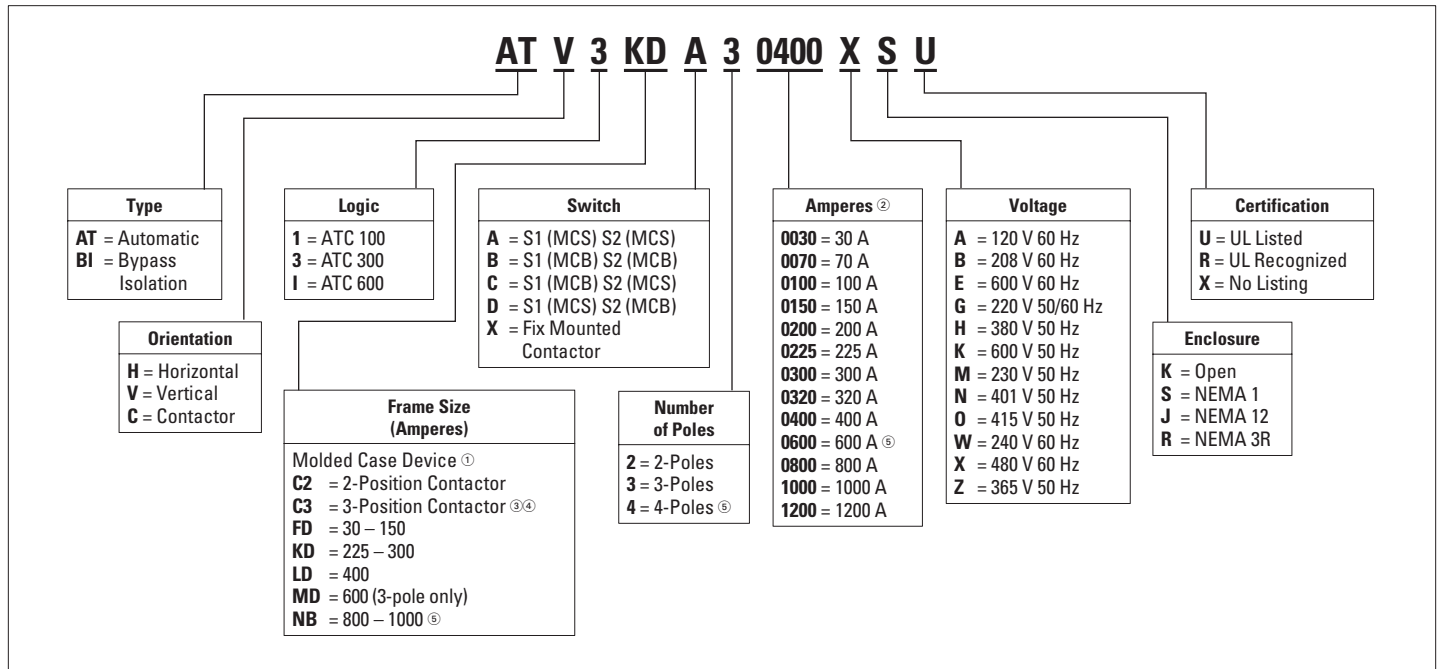 AT V 3 KD A 3 0400 X S U
Type
AT = Automatic
BI = Bypass
Isolation
Orientation
H = Horizontal
V = Vertical
C = Contactor
Logic
1 = ATC 100
3 = ATC 300
I = ATC 600
Frame Size
(Amperes)
Molded Case Device ①
C2 = 2-Position Contactor
C3 = 3-Position Contactor ③④
FD = 30 – 150
KD = 225 – 300
LD = 400
MD = 600 (3-pole only)
NB = 800 – 1000 ⑤
Switch
A = S1 (MCS) S2 (MCS)
B = S1 (MCB) S2 (MCB)
C = S1 (MCB) S2 (MCS)
D = S1 (MCS) S2 (MCB)
X = Fix Mounted
Contactor
Number
of Poles
2 = 2-Poles
3 = 3-Poles
4 = 4-Poles ⑤
Amperes ②
0030 = 30 A
0070 = 70 A
0100 = 100 A
0150 = 150 A
0200 = 200 A
0225 = 225 A
0300 = 300 A
0320 = 320 A
0400 = 400 A
0600 = 600 A ⑤
0800 = 800 A
1000 = 1000 A
1200 = 1200 A
Voltage
A = 120 V 60 Hz
B = 208 V 60 Hz
E = 600 V 60 Hz
G = 220 V 50/60 Hz
H = 380 V 50 Hz
K = 600 V 50 Hz
M = 230 V 50 Hz
N = 401 V 50 Hz
O = 415 V 50 Hz
W = 240 V 60 Hz
X = 480 V 60 Hz
Z = 365 V 50 Hz
Certification
U = UL Listed
R = UL Recognized
X = No Listing
Enclosure
K = Open
S = NEMA 1
J = NEMA 12
R = NEMA 3R